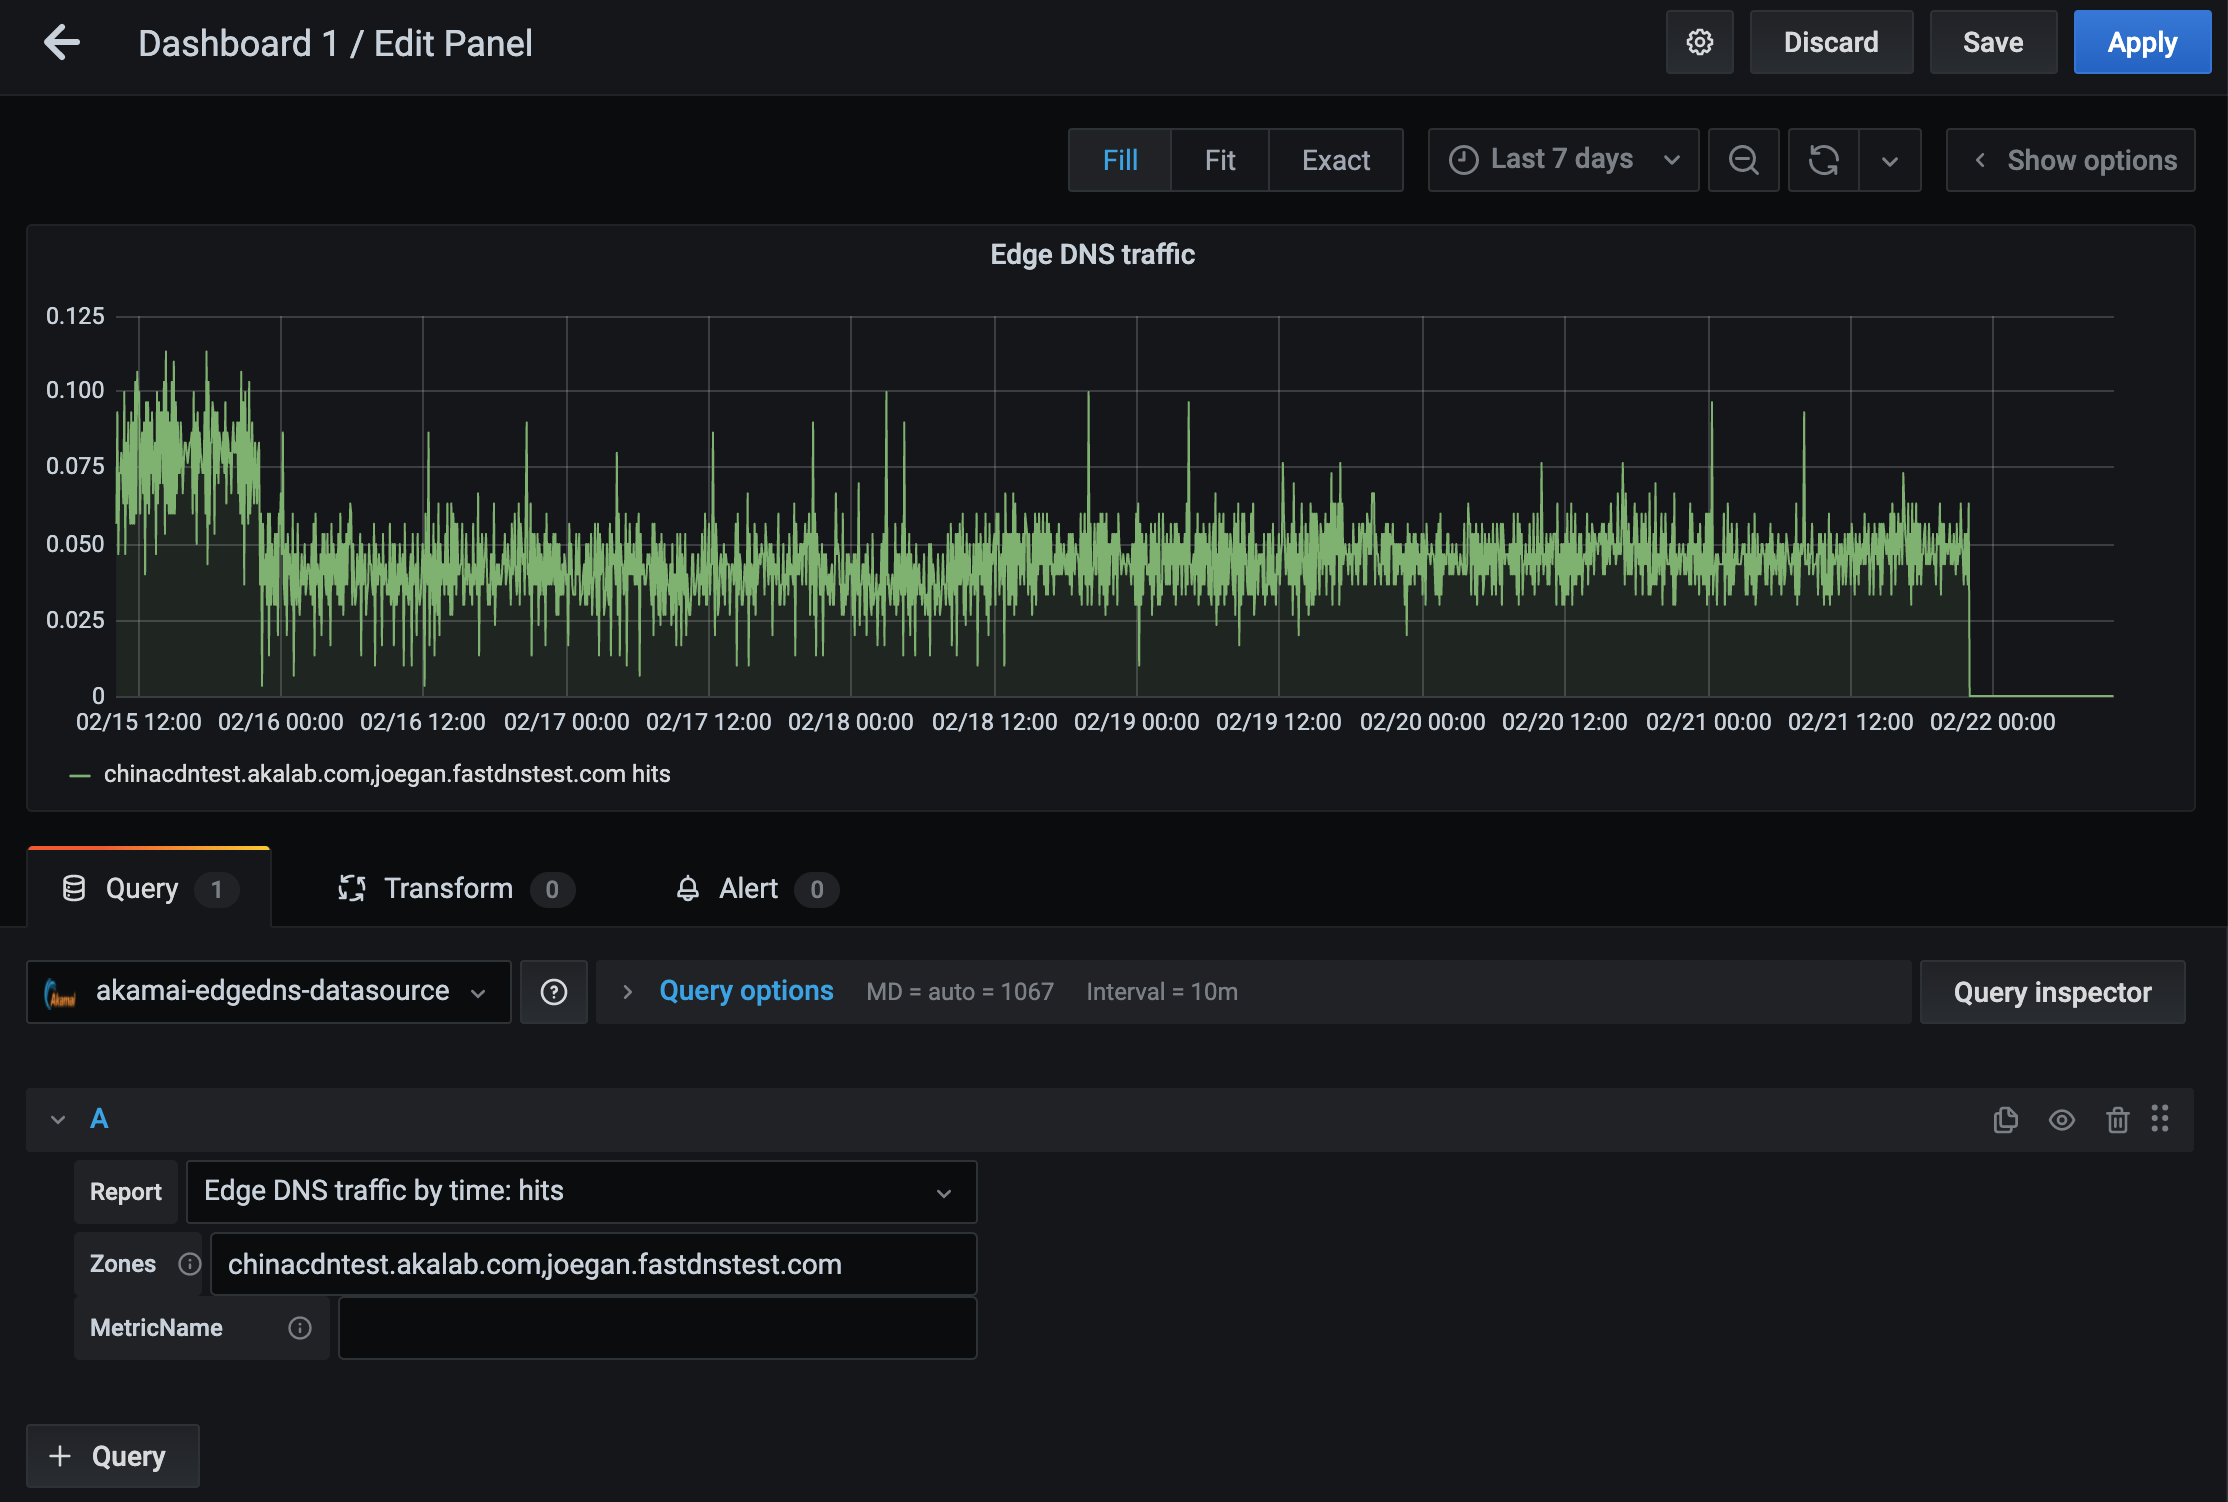 Dashboard 1 / Edit Panel
Discard
Save
Apply
Fill
Fit
Exact
Last 7 days
Show options
Edge DNS traffic
0.125
0.100
0.075
0.050
0.025
0
02/15 12:00 02/16 00:00 02/16 12:00 02/17 00:00 02/17 12:00 02/18 00:00 02/18 12:00 02/19 00:00 02/19 12:00 02/20 00:00 02/20 12:00 02/21 00:00 02/21 12:00 02/22 00:00
chinacdntest.akalab.com,joegan.fastdnstest.com hits
Query 1
Transform 0
Alert 0
Akamai
akamai-edgedns-datasource
Query options MD = auto = 1067 Interval = 10m
Query inspector
A
Report
Edge DNS traffic by time: hits
Zones
chinacdntest.akalab.com,joegan.fastdnstest.com
MetricName
+ Query